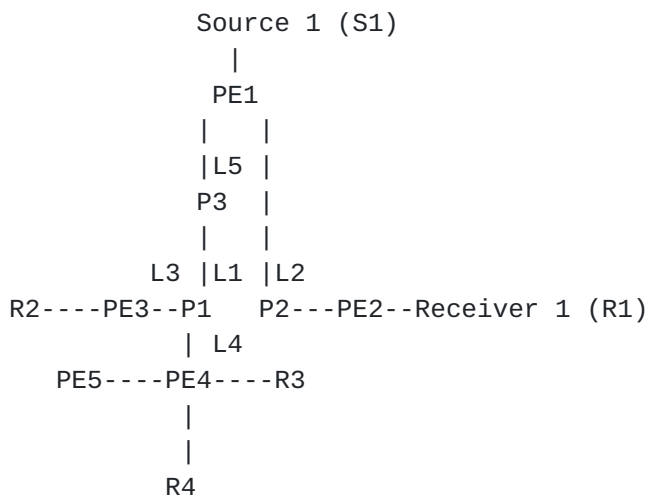 Source 1 (S1)
|
PE1
| |
|L5 |
P3 |
| |
L3 |L1 |L2
R2----PE3--P1 P2---PE2--Receiver 1 (R1)
| L4
PE5----PE4----R3
|
|
R4